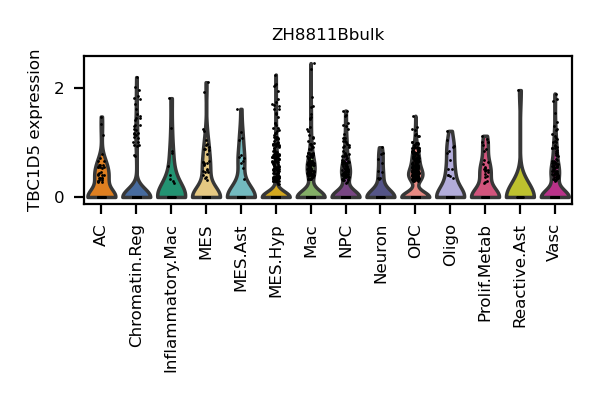 ZH8811Bbulk
TBC1D5 expression
2
0
AC
Chromatin.Reg
Inflammatory.Mac
MES
MES.Ast
MES.Hyp
Mac
NPC
Neuron
OPC
Oligo
Prolif.Metab
Reactive.Ast
Vasc